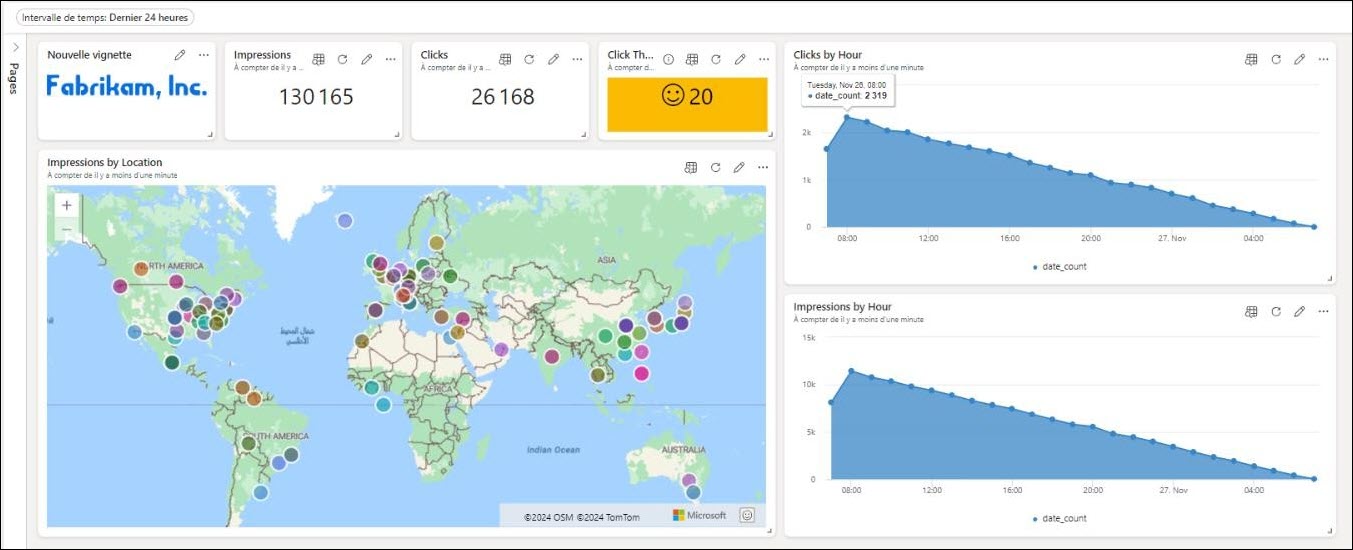 Intervalle de temps: Dernier 24 heures
Pages
Nouvelle vignette
Fabrikam, Inc.
Impressions
À compter de il y a ...
130 165
Clicks
À compter de il y a ...
26 168
Click Th...
À compter d...
20
Impressions by Location
À compter de il y a moins d'une minute
NORTH AMERICA
ASIA
شمال المحيط
الأطلسي
AFRICA
SOUTH AMERICA
Indian Ocean
AUSTRALIA
©2024 OSM ©2024 TomTom
Microsoft
Clicks by Hour
À compter de il y a moins d'une minute
Tuesday, Nov 26, 08:00
date_count: 2 319
2k
1k
0
08:00 12:00 16:00 20:00 27. Nov 04:00
date_count
Impressions by Hour
À compter de il y a moins d'une minute
15k
10k
5k
0
08:00 12:00 16:00 20:00 27. Nov 04:00
date_count